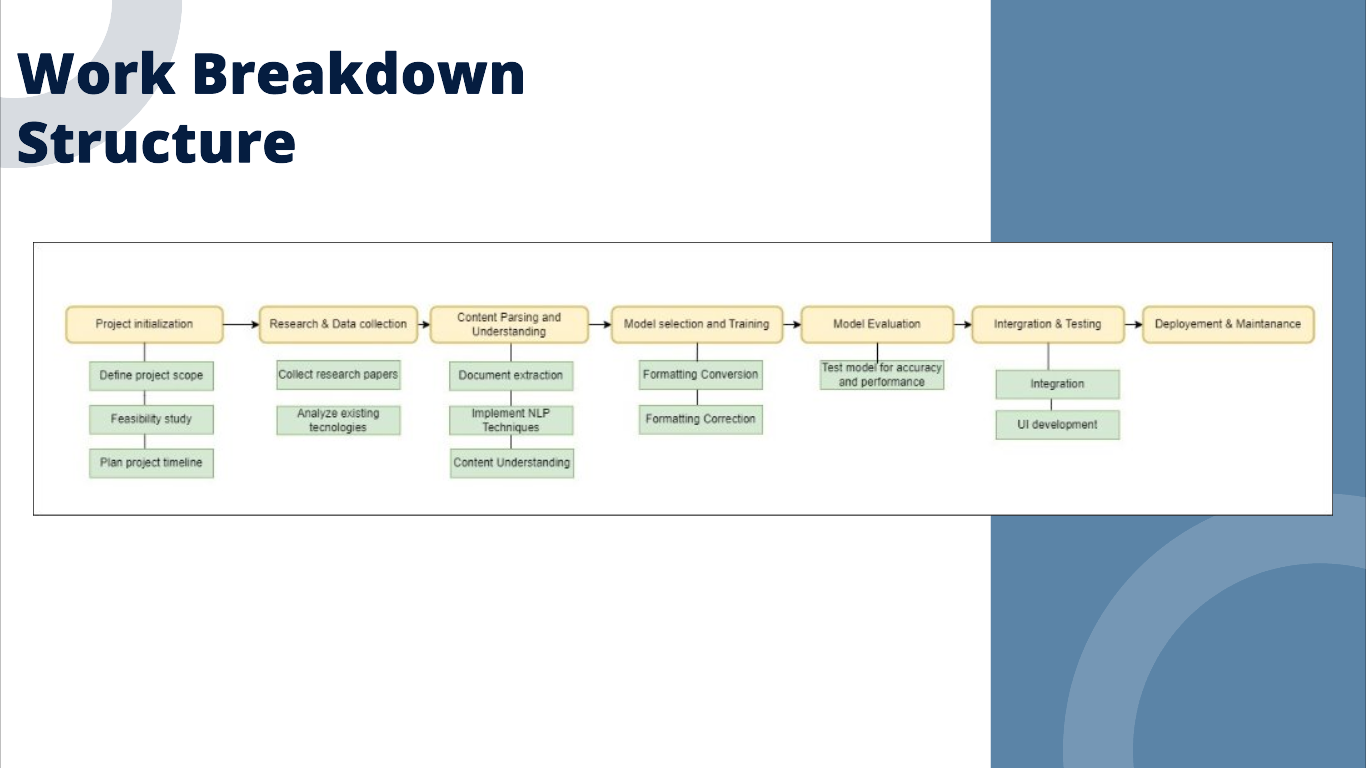 Work Breakdown
Structure
Project initialization
Research & Data collection
Content Parsing and
Understanding
Model selection and Training
Model Evaluation
Intergration & Testing
Deployement & Maintanance
Define project scope
Feasibility study
Plan project timeline
Collect research papers
Analyze existing
tecnologies
Document extraction
Implement NLP
Techniques
Content Understanding
Formatting Conversion
Formatting Correction
Test model for accuracy
and performance
Integration
UI development